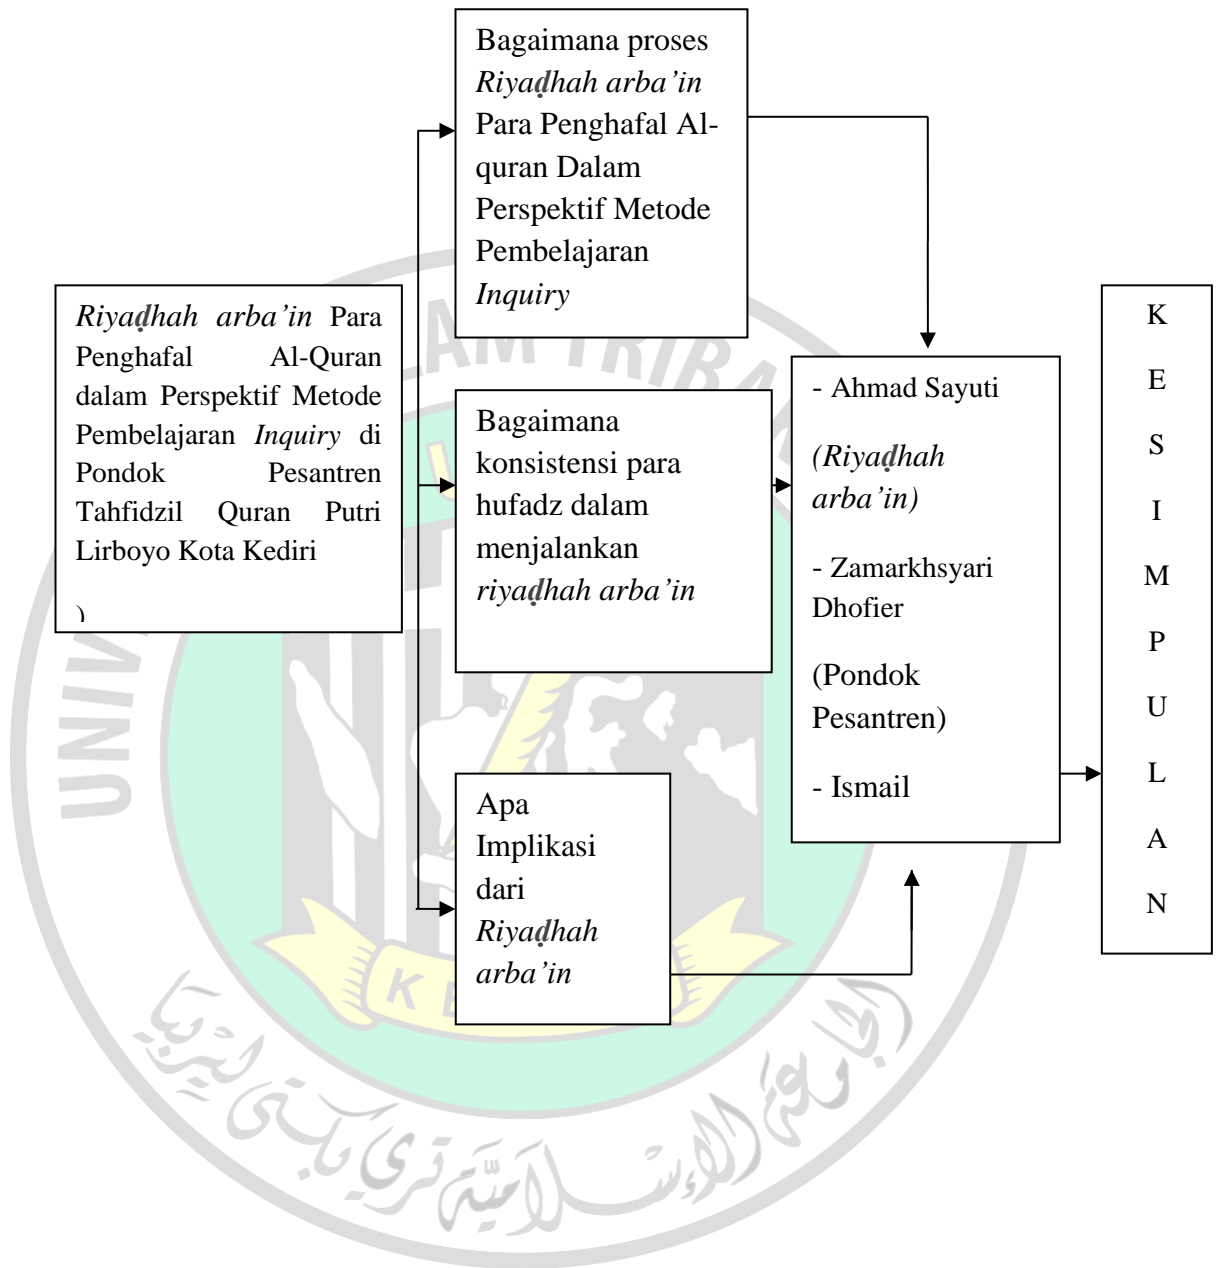 Bagaimana proses
Riyaḍhah arba’in
Para Penghafal Al-
quran Dalam
Perspektif Metode
Pembelajaran
Inquiry
Riyaḍhah arba’in Para
Penghafal Al-Quran
dalam Perspektif Metode
Pembelajaran Inquiry di
Pondok Pesantren
Tahfidzil Quran Putri
Lirboyo Kota Kediri
)
Bagaimana
konsistensi para
hufadz dalam
menjalankan
riyaḍhah arba’in
Apa
Implikasi
dari
Riyaḍhah
arba’in
- Ahmad Sayuti
(Riyaḍhah
arba’in)
- Zamarkhsyari
Dhofier
(Pondok
Pesantren)
- Ismail
K
E
S
I
M
P
U
L
A
N